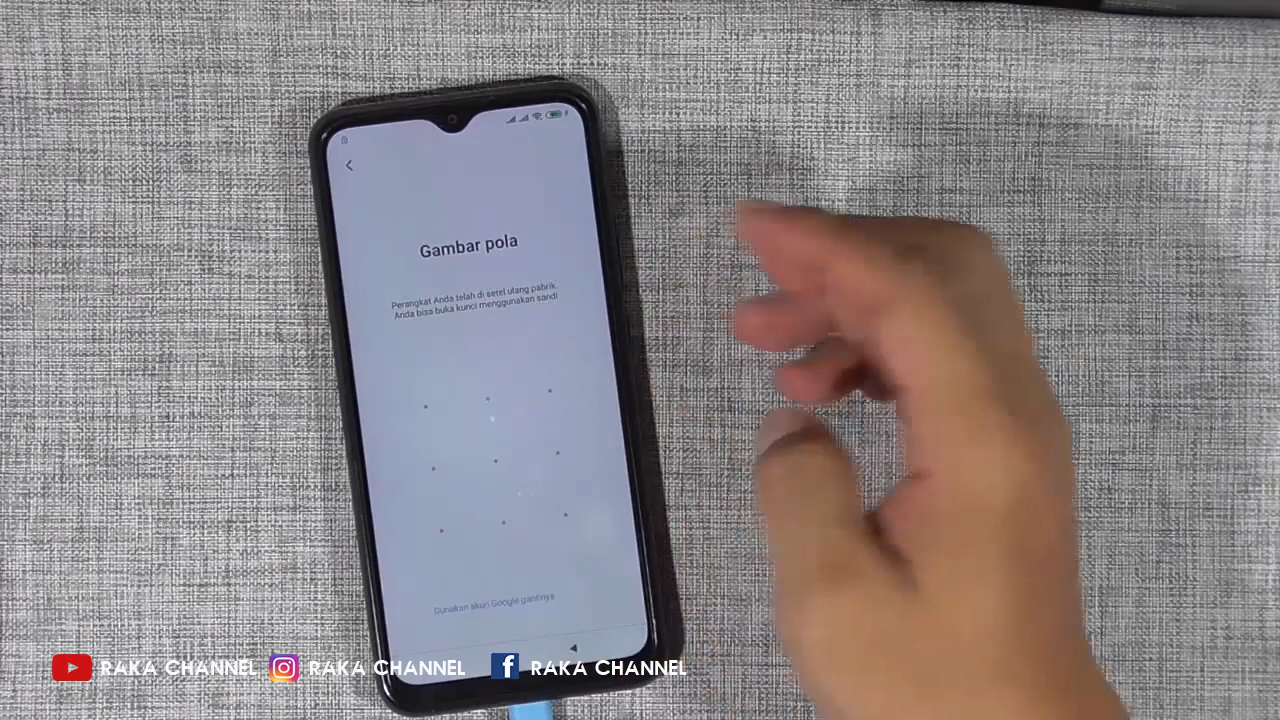 Gambar pola
Perangkat Anda telah di setel ulang pabrik.
Anda bisa buka kunci menggunakan sandi
Gunakan akun Google gantinya
RAKA CHANNEL RAKA CHANNEL RAKA CHANNEL